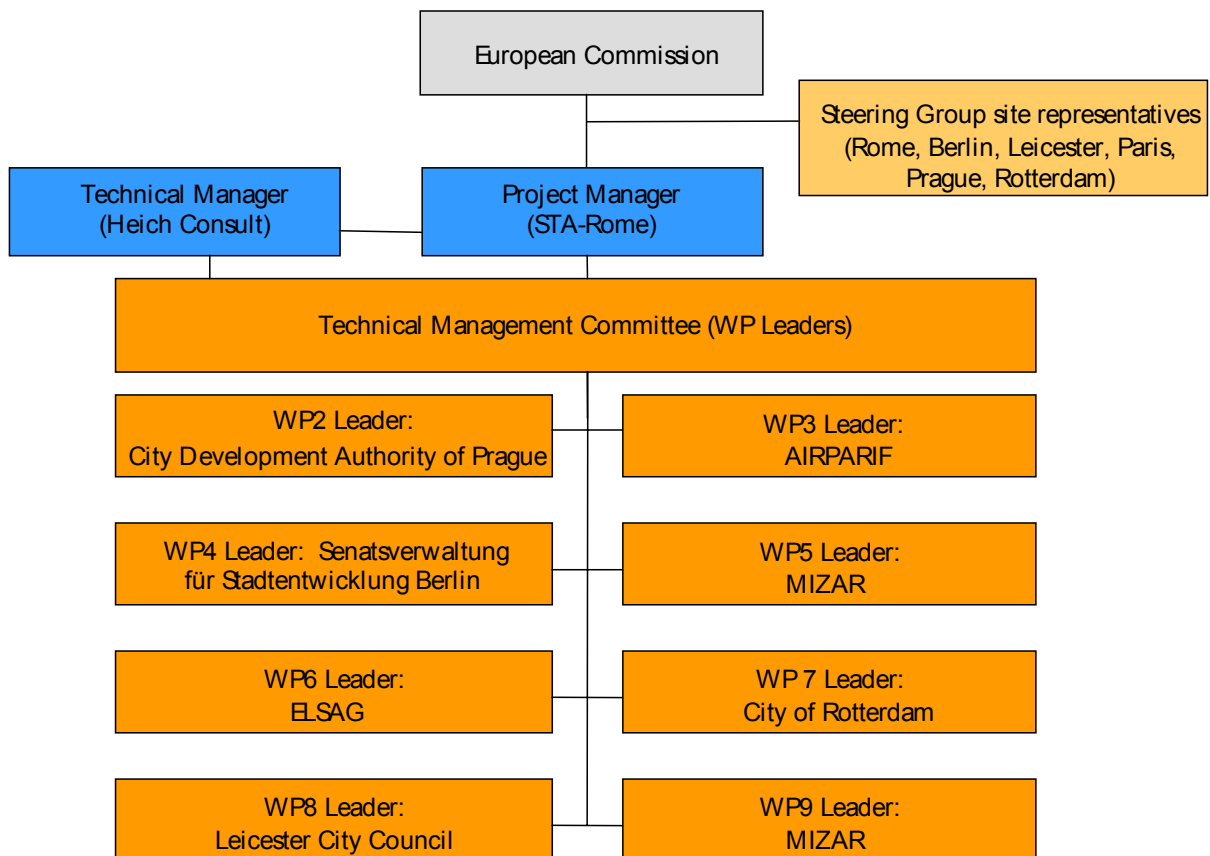 European Commission
Steering Group site representatives
(Rome, Berlin, Leicester, Paris,
Prague, Rotterdam)
Technical Manager
(Heich Consult)
Project Manager
(STA-Rome)
Technical Management Committee (WP Leaders)
WP2 Leader:
City Development Authority of Prague
WP3 Leader:
AIRPARIF
WP4 Leader: Senatsverwaltung
für Stadtentwicklung Berlin
WP5 Leader:
MIZAR
WP6 Leader:
ELSAG
WP 7 Leader:
City of Rotterdam
WP8 Leader:
Leicester City Council
WP9 Leader:
MIZAR